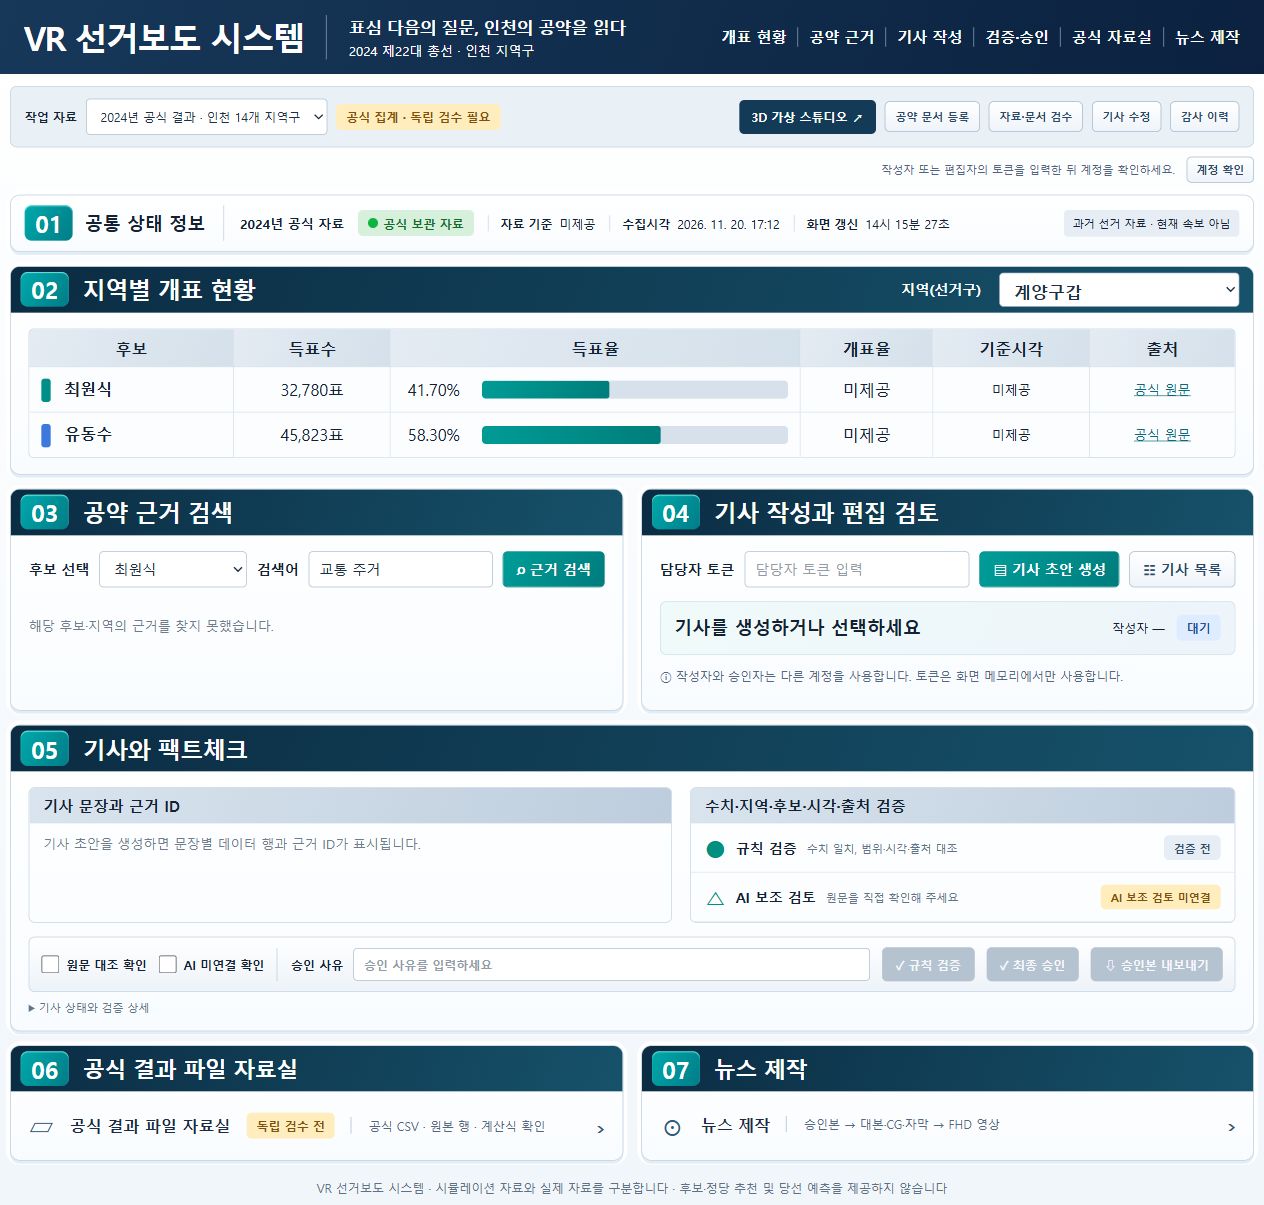 VR 선거보도 시스템
표심 다음의 질문, 인천의 공약을 읽다
2024 제22대 총선 · 인천 지역구
개표 현황 공약 근거 기사 작성 검증·승인 공식 자료실 뉴스 제작
작업 자료 2024년 공식 결과 · 인천 14개 지역구 공식 집계 · 독립 검수 필요 3D 가상 스튜디오 ↗ 공약 문서 등록 자료·문서 검수 기사 수정 감사 이력
작성자 또는 편집자의 토큰을 입력한 뒤 계정을 확인하세요. 계정 확인
01 공통 상태 정보 2024년 공식 자료 공식 보관 자료 자료 기준 미제공 수집시각 2026. 11. 20. 17:12 화면 갱신 14시 15분 27초 과거 선거 자료 · 현재 속보 아님
02 지역별 개표 현황 지역(선거구) 계양구갑
후보 득표수 득표율 개표율 기준시각 출처
최원식 32,780표 41.70% 미제공 미제공 공식 원문
유동수 45,823표 58.30% 미제공 미제공 공식 원문
03 공약 근거 검색
후보 선택 최원식 검색어 교통 주거 ⌕ 근거 검색
해당 후보·지역의 근거를 찾지 못했습니다.
04 기사 작성과 편집 검토
담당자 토큰 담당자 토큰 입력 ▤ 기사 초안 생성 ☷ 기사 목록
기사를 생성하거나 선택하세요 작성자 — 대기
ⓘ 작성자와 승인자는 다른 계정을 사용합니다. 토큰은 화면 메모리에서만 사용합니다.
05 기사와 팩트체크
기사 문장과 근거 ID
기사 초안을 생성하면 문장별 데이터 행과 근거 ID가 표시됩니다.
수치·지역·후보·시각·출처 검증
규칙 검증 수치 일치, 범위·시각·출처 대조 검증 전
AI 보조 검토 원문을 직접 확인해 주세요 AI 보조 검토 미연결
원문 대조 확인 AI 미연결 확인 승인 사유 승인 사유를 입력하세요 ✓ 규칙 검증 ✓ 최종 승인 ⇩ 승인본 내보내기
▶ 기사 상태와 검증 상세
06 공식 결과 파일 자료실
▱ 공식 결과 파일 자료실 독립 검수 전 공식 CSV · 원본 행 · 계산식 확인 ›
07 뉴스 제작
⊙ 뉴스 제작 승인본 → 대본·CG·자막 → FHD 영상 ›
VR 선거보도 시스템 · 시뮬레이션 자료와 실제 자료를 구분합니다 · 후보·정당 추천 및 당선 예측을 제공하지 않습니다